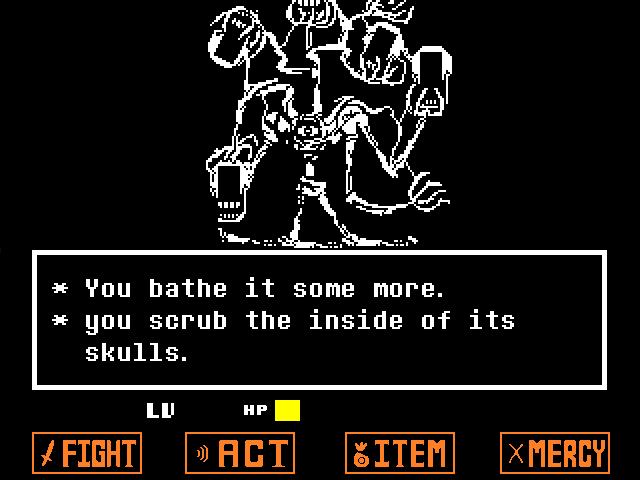 * You bathe it some more.
* you scrub the inside of its
skulls.
LV HP
FIGHT ACT ITEM MERCY